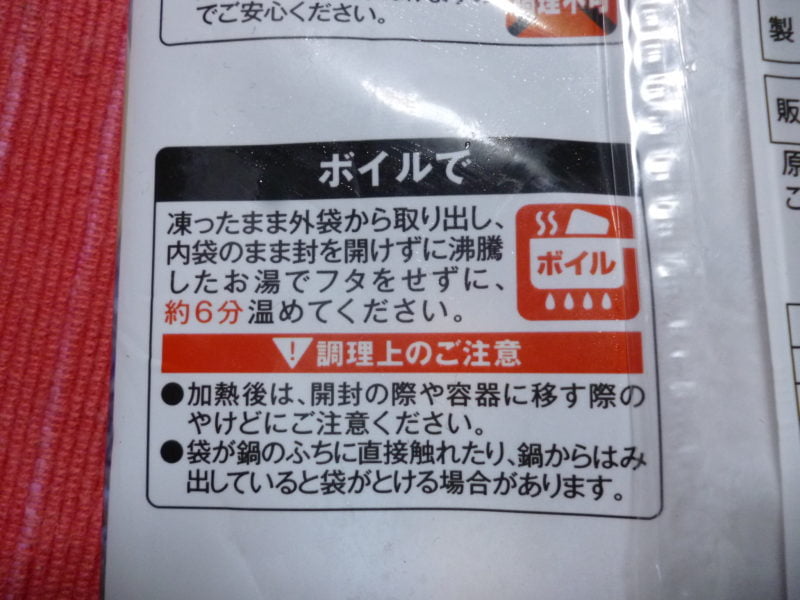 でご安心ください。
調理不可
ボイルで
凍ったまま外袋から取り出し、
内袋のまま封を開けずに沸騰
したお湯でフタをせずに、
約6分温めてください。
ボイル
! 調理上のご注意
●加熱後は、開封の際や容器に移す際の
やけどにご注意ください。
●袋が鍋のふちに直接触れたり、鍋からはみ
出していると袋がとける場合があります。
製
販
原
こ